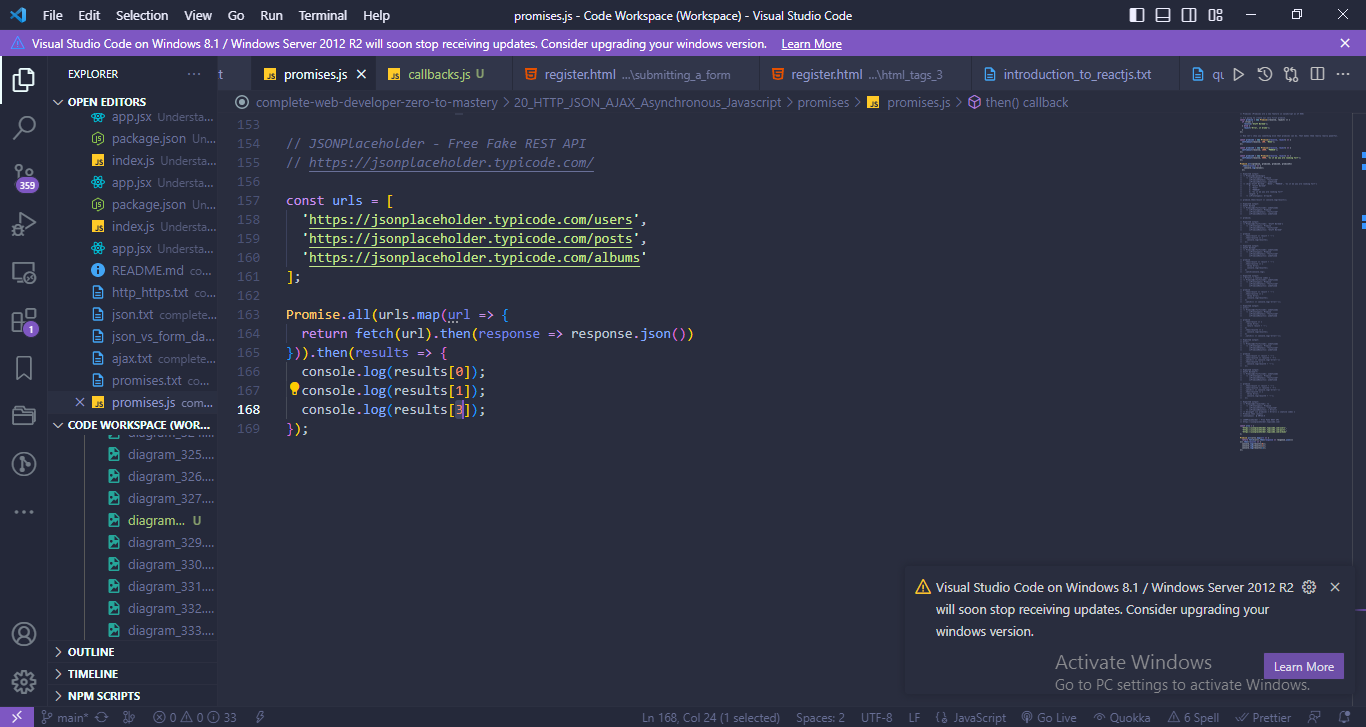 File Edit Selection View Go Run Terminal Help promises.js - Code Workspace (Workspace) - Visual Studio Code
Visual Studio Code on Windows 8.1 / Windows Server 2012 R2 will soon stop receiving updates. Consider upgrading your windows version. Learn More
EXPLORER ...
t promises.js callbacks.js U register.html ...\submitting_a_form register.html ...\html_tags_3 introduction_to_reactjs.txt
OPEN EDITORS
app.jsx Understa...
package.json Un...
index.js Understa...
app.jsx Understa...
package.json Un...
index.js Understa...
app.jsx Understa...
README.md co...
http_https.txt co...
json.txt complete...
json_vs_form_da...
ajax.txt complete...
promises.txt co...
promises.js com...
CODE WORKSPACE (WOR...
diagram_325....
diagram_326....
diagram_327....
diagram... U
diagram_329....
diagram_330....
diagram_331....
diagram_332....
diagram_333....
OUTLINE
TIMELINE
NPM SCRIPTS
359
1
complete-web-developer-zero-to-mastery > 20_HTTP_JSON_AJAX_Asynchronous_Javascript > promises > promises.js > then() callback
153
154 // JSONPlaceholder - Free Fake REST API
155 // https://jsonplaceholder.typicode.com/
156
157 const urls = [
158 'https://jsonplaceholder.typicode.com/users',
159 'https://jsonplaceholder.typicode.com/posts',
160 'https://jsonplaceholder.typicode.com/albums'
161 ];
162
163 Promise.all(urls.map(url => {
164 return fetch(url).then(response => response.json())
165 })).then(results => {
166 console.log(results[0]);
167 console.log(results[1]);
168 console.log(results[3]);
169 });
Visual Studio Code on Windows 8.1 / Windows Server 2012 R2
will soon stop receiving updates. Consider upgrading your
windows version.
Learn More
Activate Windows
Go to PC settings to activate Windows.
main* 0 0 33 Ln 168, Col 24 (1 selected) Spaces: 2 UTF-8 LF {} JavaScript Go Live Quokka 6 Spell Prettier